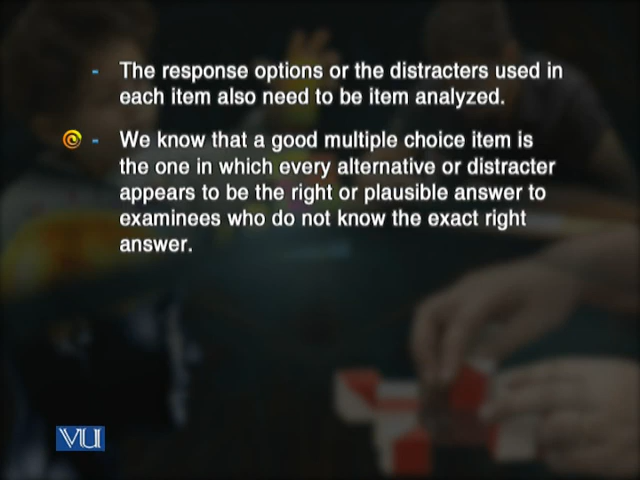 - The response options or the distracters used in
each item also need to be item analyzed.
- We know that a good multiple choice item is
the one in which every alternative or distracter
appears to be the right or plausible answer to
examinees who do not know the exact right
answer.
VU